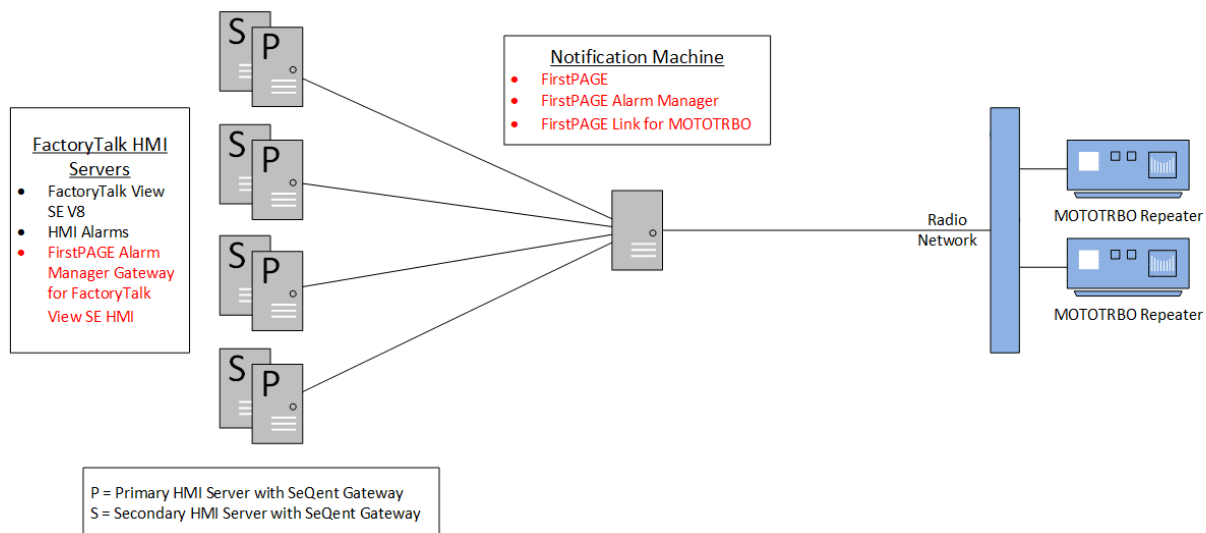 S
P
Notification Machine
• FirstPAGE
• FirstPAGE Alarm Manager
• FirstPAGE Link for MOTOTRBO
FactoryTalk HMI
Servers
• FactoryTalk View
SE V8
• HMI Alarms
• FirstPAGE Alarm
Manager Gateway
for FactoryTalk
View SE HMI
S
P
S
P
S
P
Radio
Network
MOTOTRBO Repeater
MOTOTRBO Repeater
P = Primary HMI Server with SeQent Gateway
S = Secondary HMI Server with SeQent Gateway